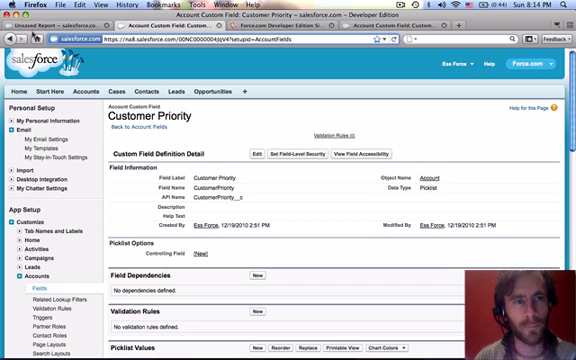 Firefox File Edit View History Bookmarks Tools Window Help (0:44) Sun 8:14 PM
Account Custom Field: Customer Priority ~ salesforce.com - Developer Edition
Unsaved Report ~ salesforce.co...
Account Custom Field: Custom...
Force.com Developer Edition W...
https://na8.salesforce.com/00NC0000004JqV4?setupid=AccountFields
Feedback
salesforce
Ess Force Help Force.com
Home Start Here Accounts Cases Contacts Leads Opportunities +
Personal Setup
My Personal Information
Email
My Email Settings
My Templates
My Stay-in-Touch Settings
Import
Desktop Integration
My Chatter Settings
App Setup
Customize
Tab Names and Labels
Home
Activities
Campaigns
Leads
Accounts
Fields
Related Lookup Filters
Validation Rules
Triggers
Partner Roles
Contact Roles
Page Layouts
Search Layouts
Account Custom Field
Customer Priority
Back to Account Fields
Help for this Page
Validation Rules [0]
Custom Field Definition Detail Edit Set Field-Level Security View Field Accessibility
Field Information
Field Label Customer Priority Object Name Account
Field Name CustomerPriority Data Type Picklist
API Name CustomerPriority__c
Description
Help Text
Created By Ess Force, 12/19/2010 2:51 PM Modified By Ess Force, 12/19/2010 2:51 PM
Picklist Options
Controlling Field [New]
Field Dependencies New
No dependencies defined.
Validation Rules New
No validation rules defined.
Picklist Values New Reorder Replace Printable View Chart Colors